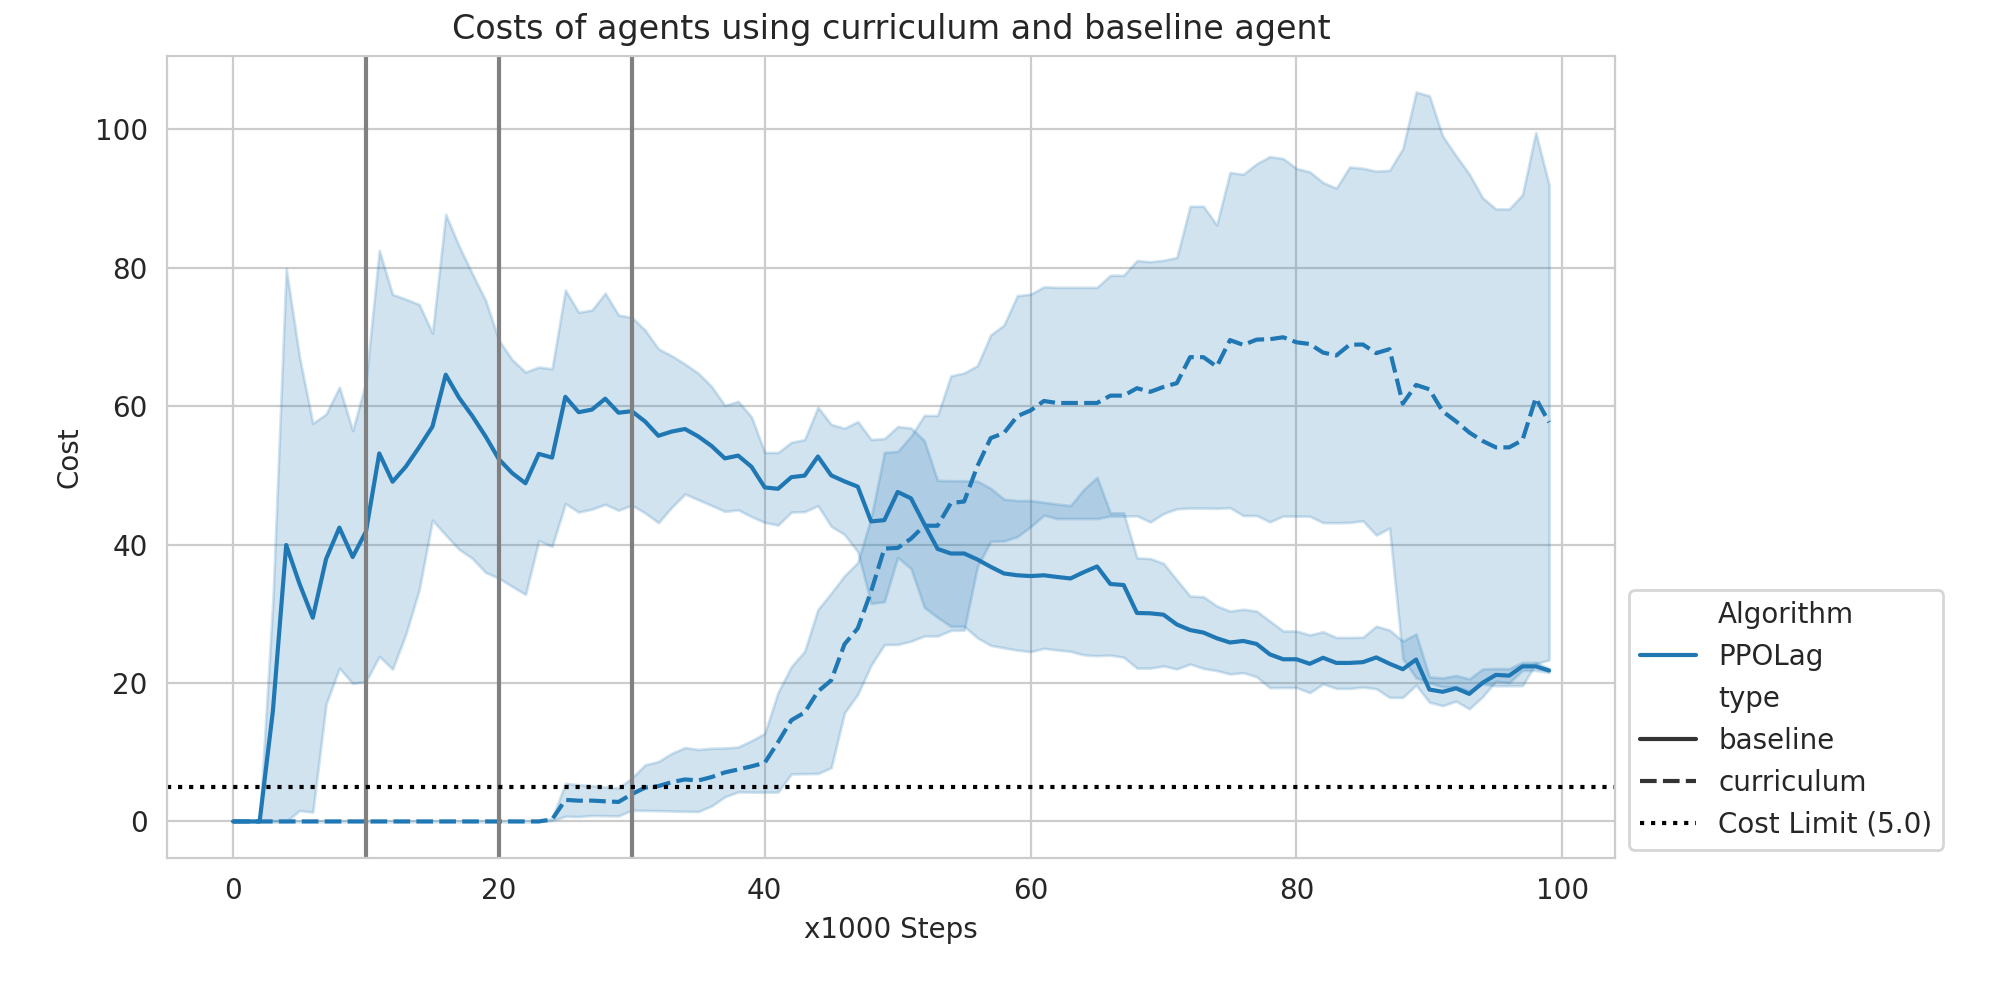 Costs of agents using curriculum and baseline agent
100
80
60
40
20
0
Cost
0 20 40 60 80 100
x1000 Steps
Algorithm
PPOLag
type
baseline
curriculum
Cost Limit (5.0)